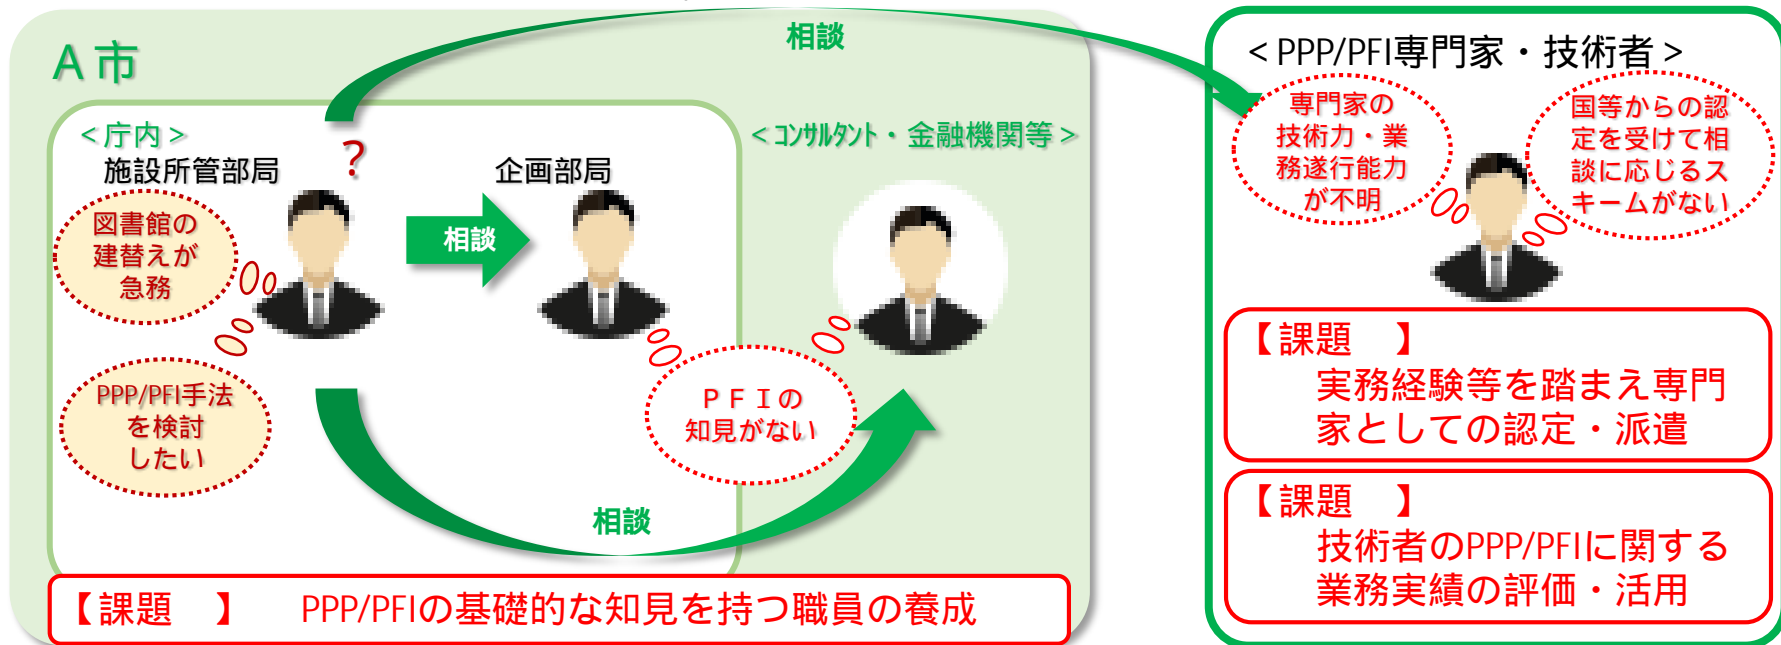 相談
A市
<庁内>
施設所管部局
?
企画部局
<コンサルタント・金融機関等>
図書館の
建替えが
急務
相談
PPP/PFI手法
を検討
したい
PFIの
知見がない
相談
【課題　】　PPP/PFIの基礎的な知見を持つ職員の養成
<PPP/PFI専門家・技術者>
専門家の
技術力・業
務遂行能力
が不明
国等からの認
定を受けて相
談に応じるス
キームがない
【課題　】
実務経験等を踏まえ専門
家としての認定・派遣
【課題　】
技術者のPPP/PFIに関する
業務実績の評価・活用